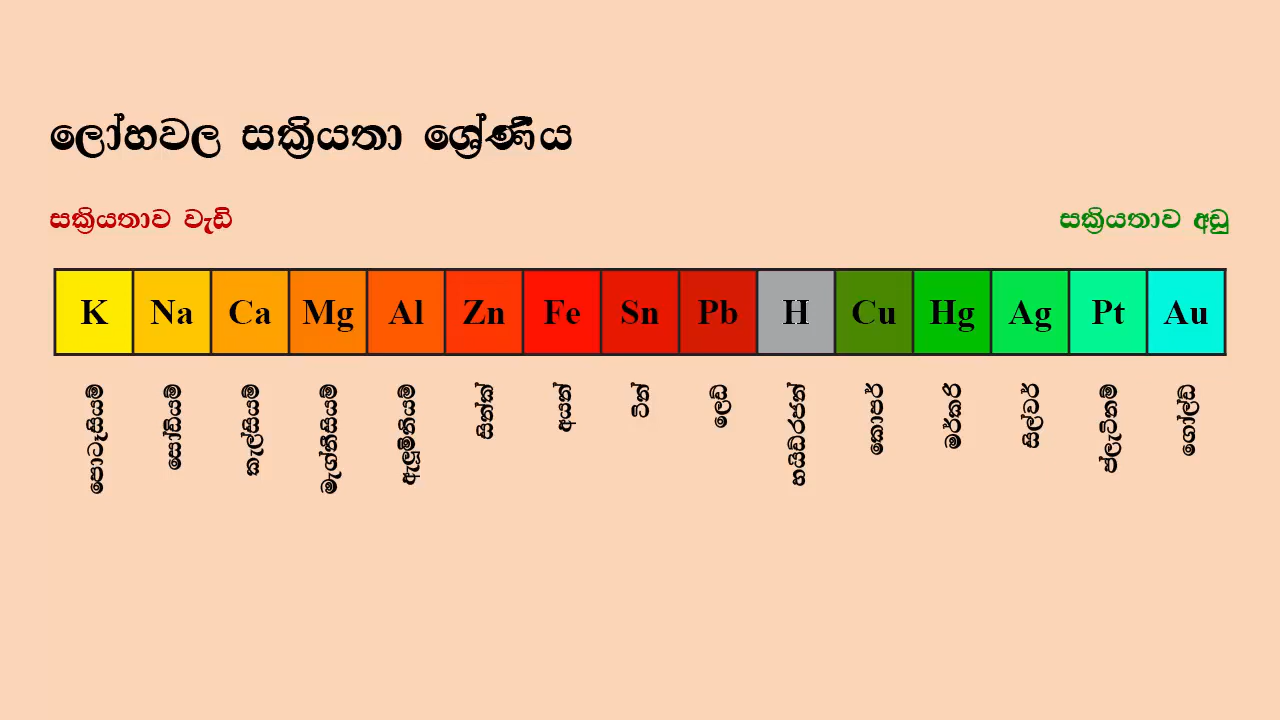 ලෝහවල සක්‍රියතා ශ්‍රේණිය
සක්‍රියතාව වැඩි
සක්‍රියතාව අඩු
K Na Ca Mg Al Zn Fe Sn Pb H Cu Hg Ag Pt Au
පොටෑසියම් සෝඩියම් කැල්සියම් මැග්නීසියම් ඇලුමිනියම් සින්ක් අයන් ටින් ලෙඩ් හයිඩ්රජන් කොපර් මර්කරි සිල්වර් ප්ලැටිනම් ගෝල්ඩ්